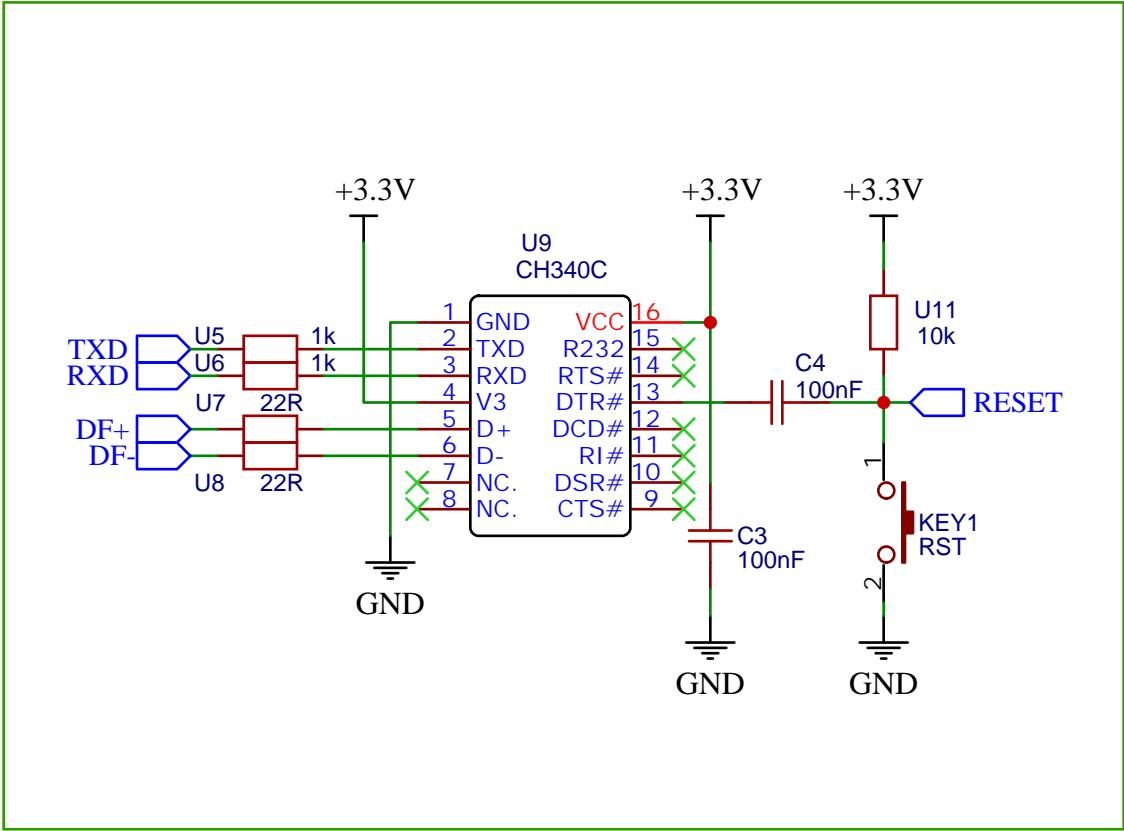 +3.3V
+3.3V
+3.3V
U9
CH340C
1
GND
2
TXD
3
RXD
4
V3
5
D+
6
D-
7
NC.
8
NC.
VCC
16
R232
15
RTS#
14
DTR#
13
DCD#
12
RI#
11
DSR#
10
CTS#
9
TXD
U5
1k
RXD
U6
1k
DF+
U7
22R
DF-
U8
22R
GND
C3
100nF
GND
C4
100nF
U11
10k
RESET
1
KEY1
RST
2
GND